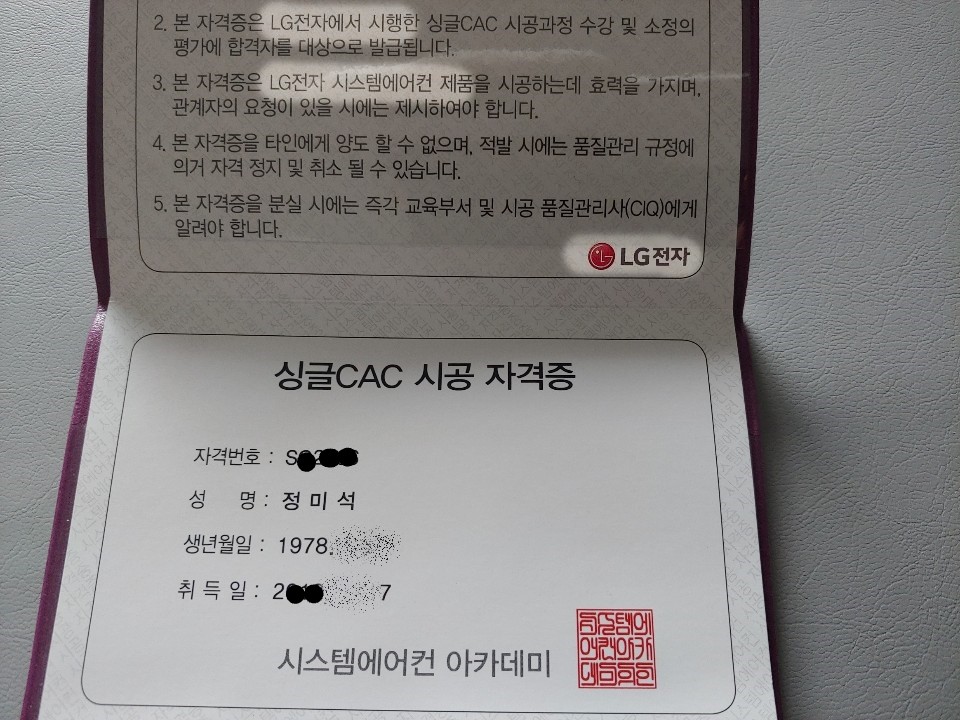 2. 본 자격증은 LG전자에서 시행한 싱글CAC 시공과정 수강 및 소정의
평가에 합격자를 대상으로 발급됩니다.
3. 본 자격증은 LG전자 시스템에어컨 제품을 시공하는데 효력을 가지며,
관계자의 요청이 있을 시에는 제시하여야 합니다.
4. 본 자격증을 타인에게 양도 할 수 없으며, 적발 시에는 품질관리 규정에
의거 자격 정지 및 취소 될 수 있습니다.
5. 본 자격증을 분실 시에는 즉각 교육부서 및 시공 품질관리사(CIQ)에게
알려야 합니다.
LG전자
싱글CAC 시공 자격증
자격번호 :
성 명 : 정 미 석
생년월일 : 1978.
취 득 일 :
시스템에어컨 아카데미